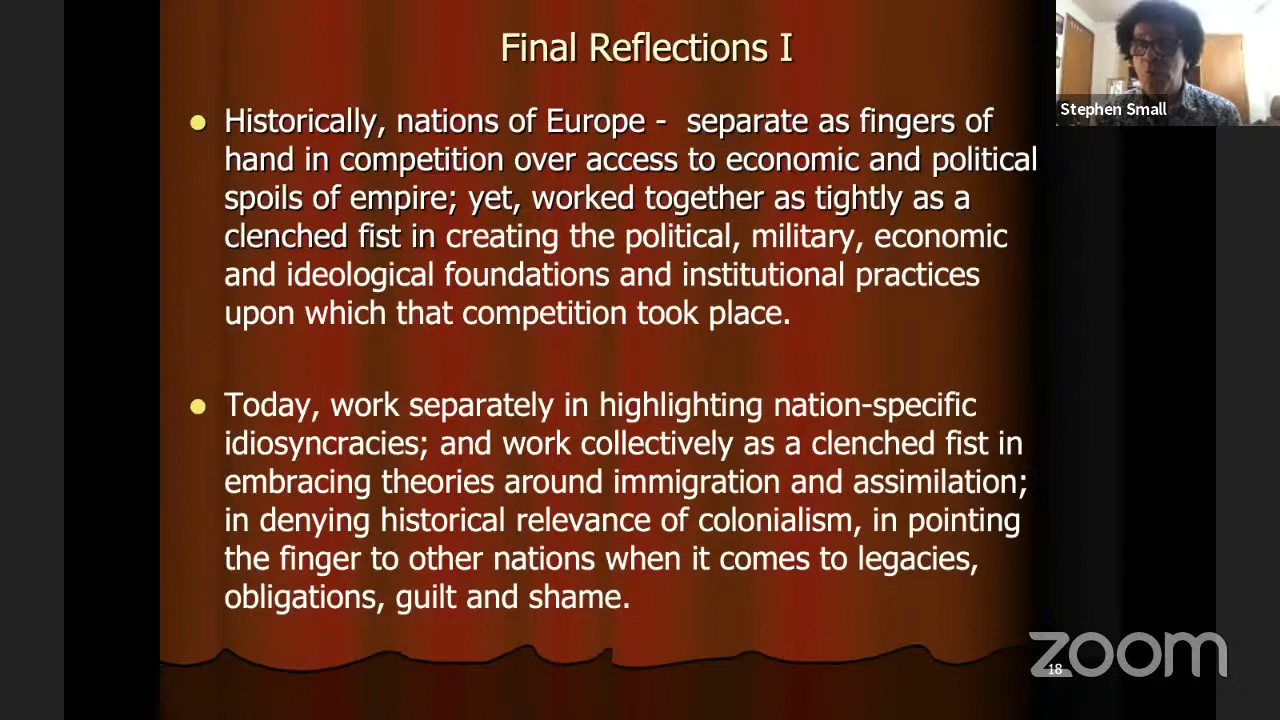 Final Reflections I
Stephen Small
Historically, nations of Europe - separate as fingers of
hand in competition over access to economic and political
spoils of empire; yet, worked together as tightly as a
clenched fist in creating the political, military, economic
and ideological foundations and institutional practices
upon which that competition took place.
Today, work separately in highlighting nation-specific
idiosyncracies; and work collectively as a clenched fist in
embracing theories around immigration and assimilation;
in denying historical relevance of colonialism, in pointing
the finger to other nations when it comes to legacies,
obligations, guilt and shame.
zoom
18